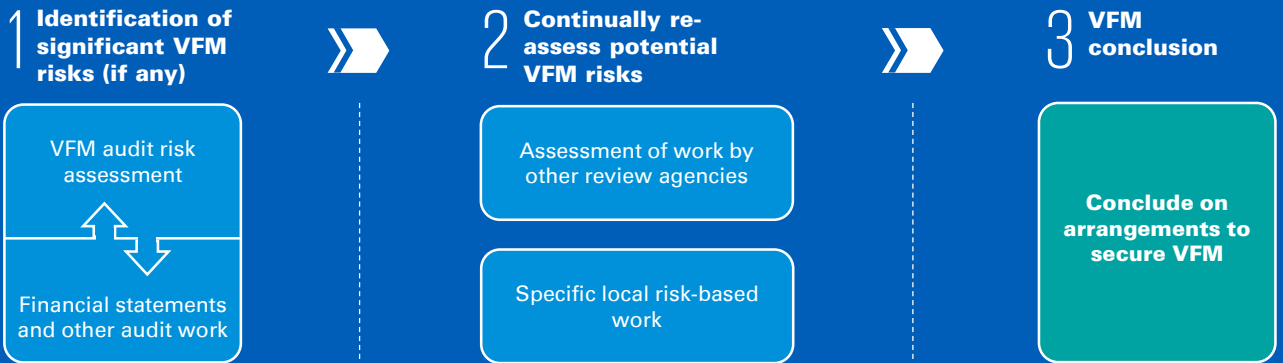 1 Identification of
significant VFM
risks (if any)
VFM audit risk
assessment
Financial statements
and other audit work
2 Continually re-
assess potential
VFM risks
Assessment of work by
other review agencies
Specific local risk-based
work
3 VFM
conclusion
Conclude on
arrangements to
secure VFM